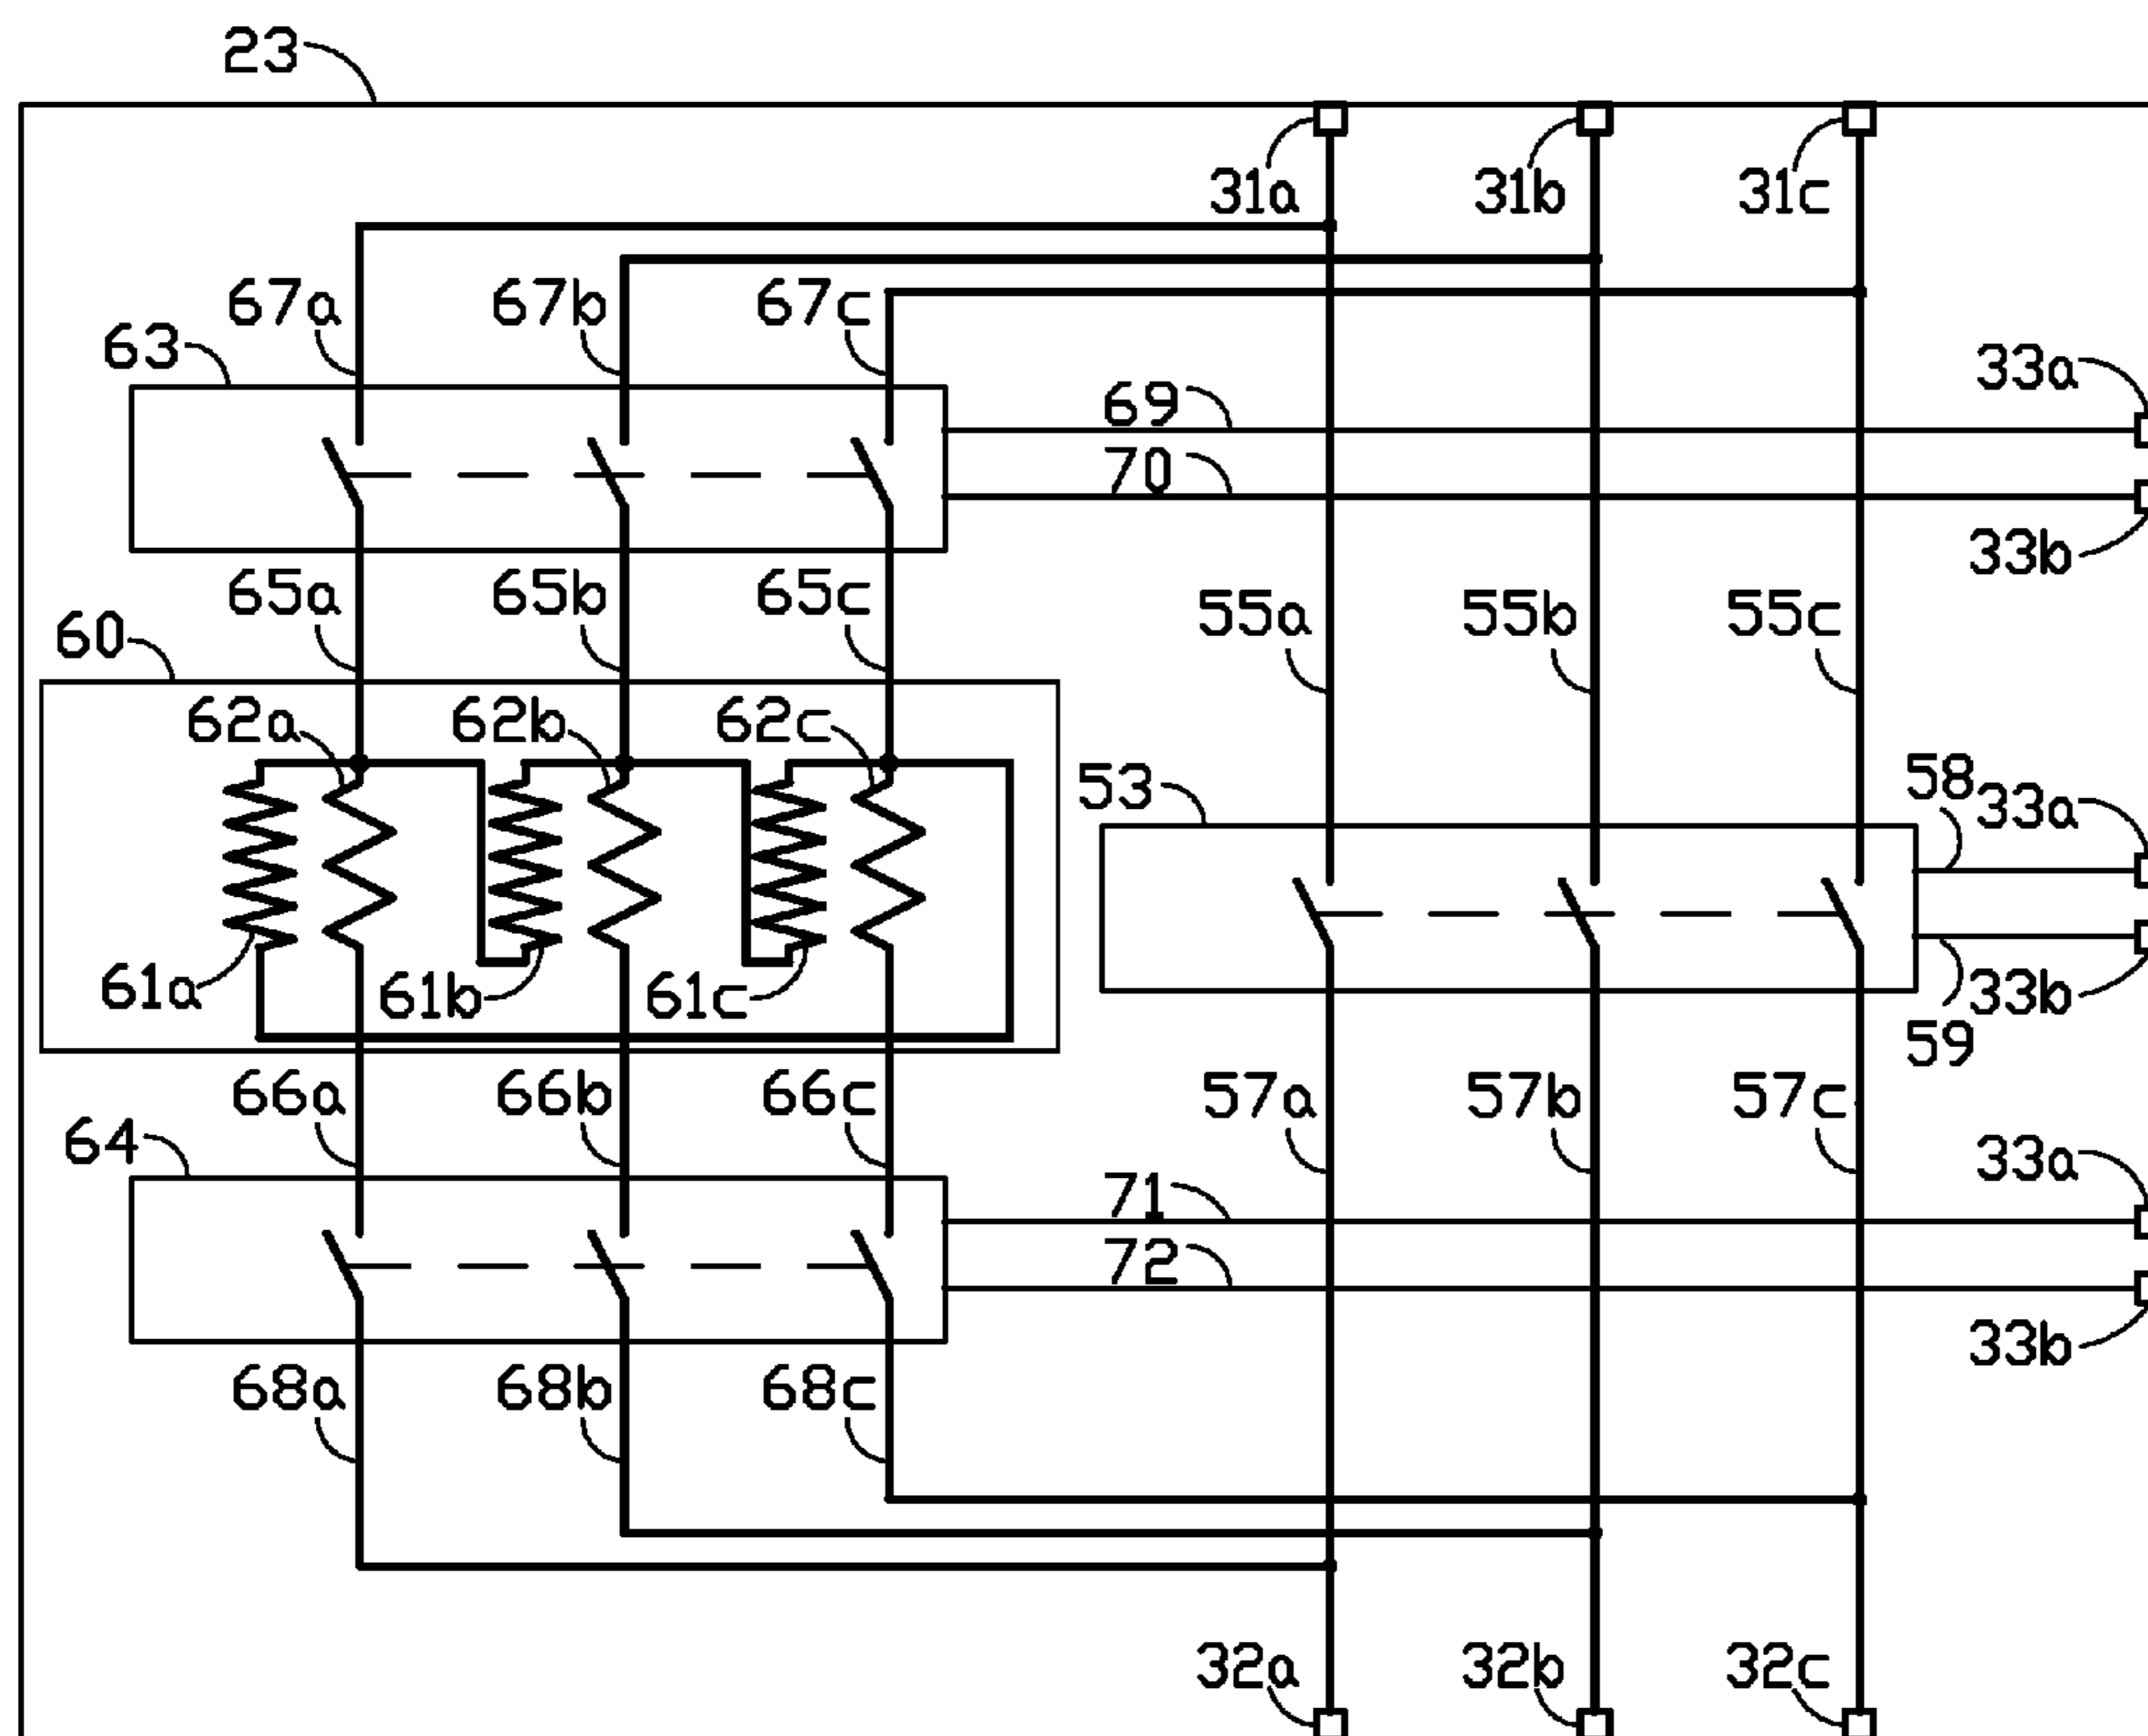 23
31a 31b 31c
67a 67b 67c
63
69 33a
70
33b
65a 65b 65c
55a 55b 55c
60
62a 62b 62c
53 58 33a
61a 61b 61c 33b
59
66a 66b 66c 57a 57b 57c
64
71 33a
72
33b
68a 68b 68c
32a 32b 32c